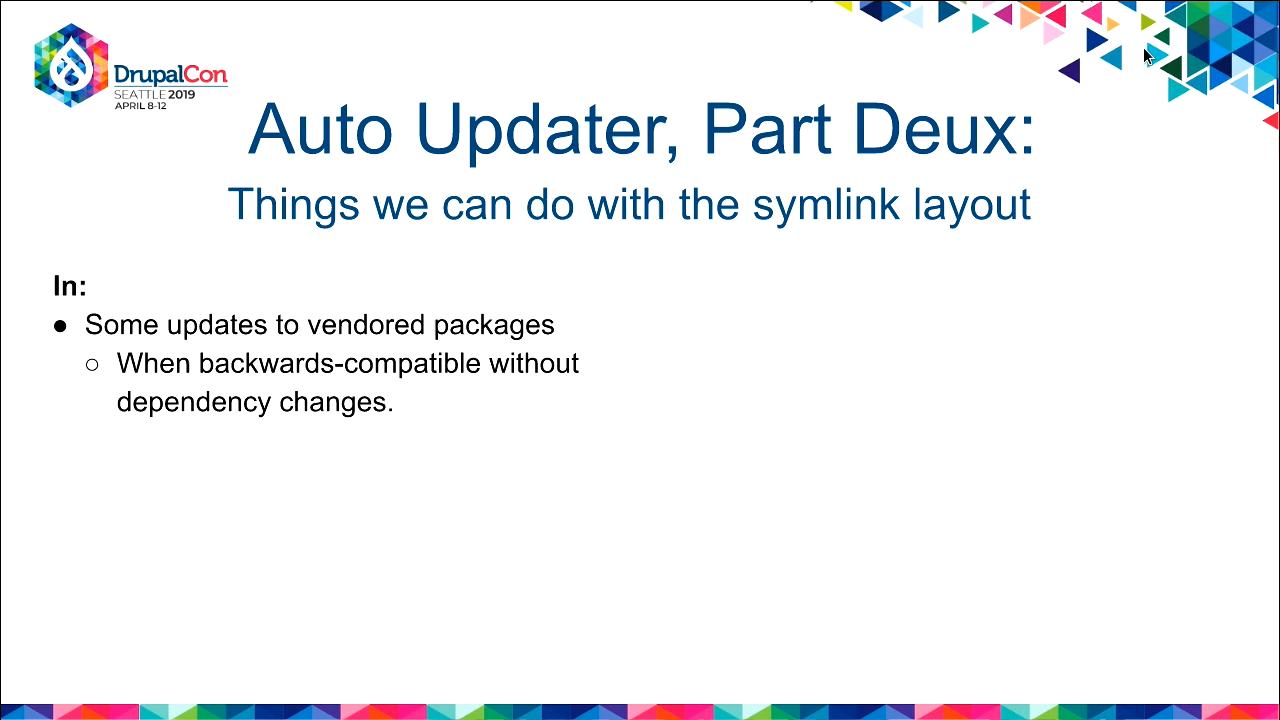 DrupalCon
SEATTLE 2019
APRIL 8-12
Auto Updater, Part Deux:
Things we can do with the symlink layout
In:
● Some updates to vendored packages
○ When backwards-compatible without
dependency changes.